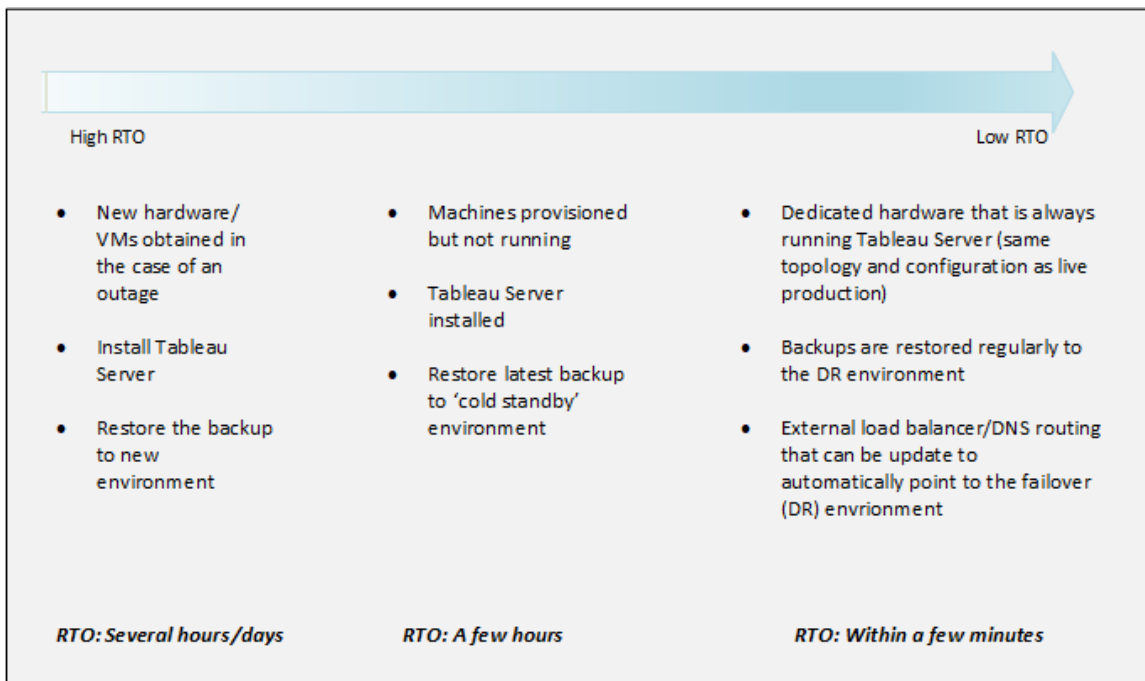 High RTO
Low RTO
● New hardware/
VMs obtained in
the case of an
outage
● Install Tableau
Server
● Restore the backup
to new
environment
● Machines provisioned
but not running
● Tableau Server
installed
● Restore latest backup
to ‘cold standby’
environment
● Dedicated hardware that is always
running Tableau Server (same
topology and configuration as live
production)
● Backups are restored regularly to
the DR environment
● External load balancer/DNS routing
that can be update to
automatically point to the failover
(DR) envrionment
RTO: Several hours/days
RTO: A few hours
RTO: Within a few minutes